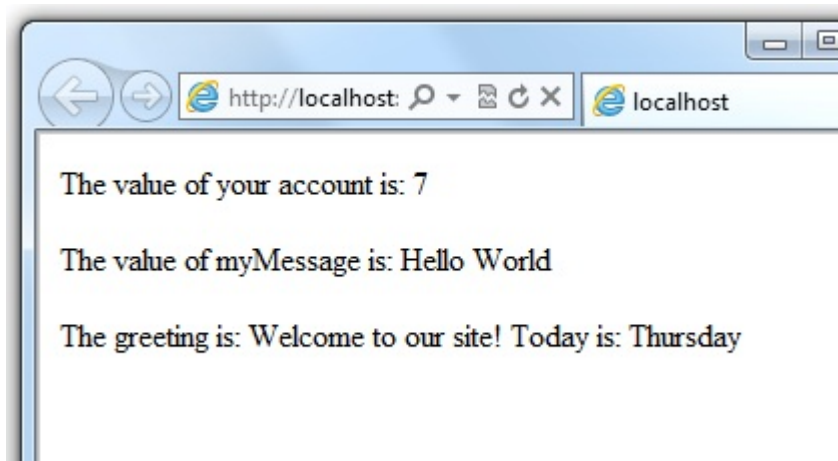 http://localhost:
localhost
The value of your account is: 7
The value of myMessage is: Hello World
The greeting is: Welcome to our site! Today is: Thursday